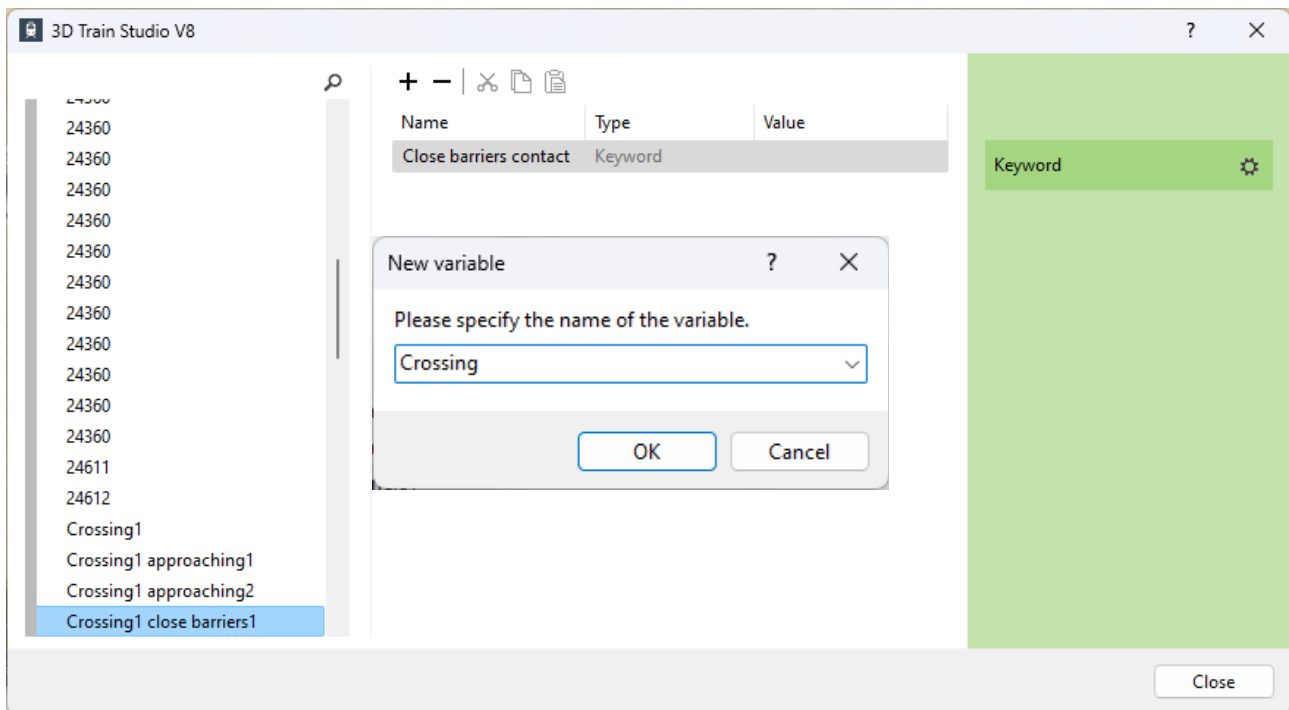 3D Train Studio V8
Name Type Value
Close barriers contact Keyword
Keyword
24360
24360
24360
24360
24360
24360
24360
24360
24360
24360
24360
24611
24612
Crossing1
Crossing1 approaching1
Crossing1 approaching2
Crossing1 close barriers1
New variable
Please specify the name of the variable.
Crossing
OK Cancel
Close